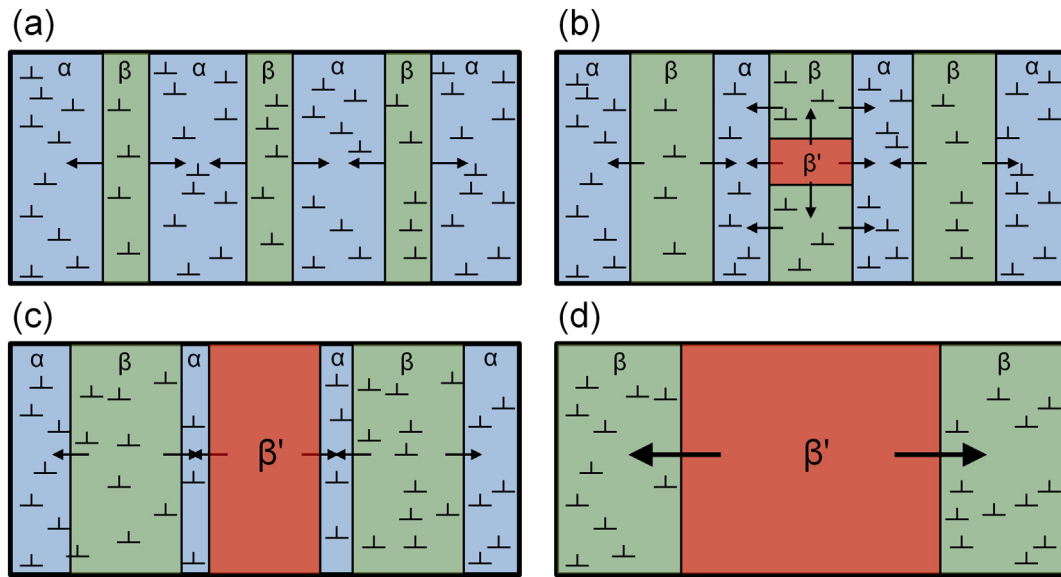 (a)
α β α β α β α
(b)
α β α β α β α
β'
(c)
α β α β' α β α
(d)
β β' β